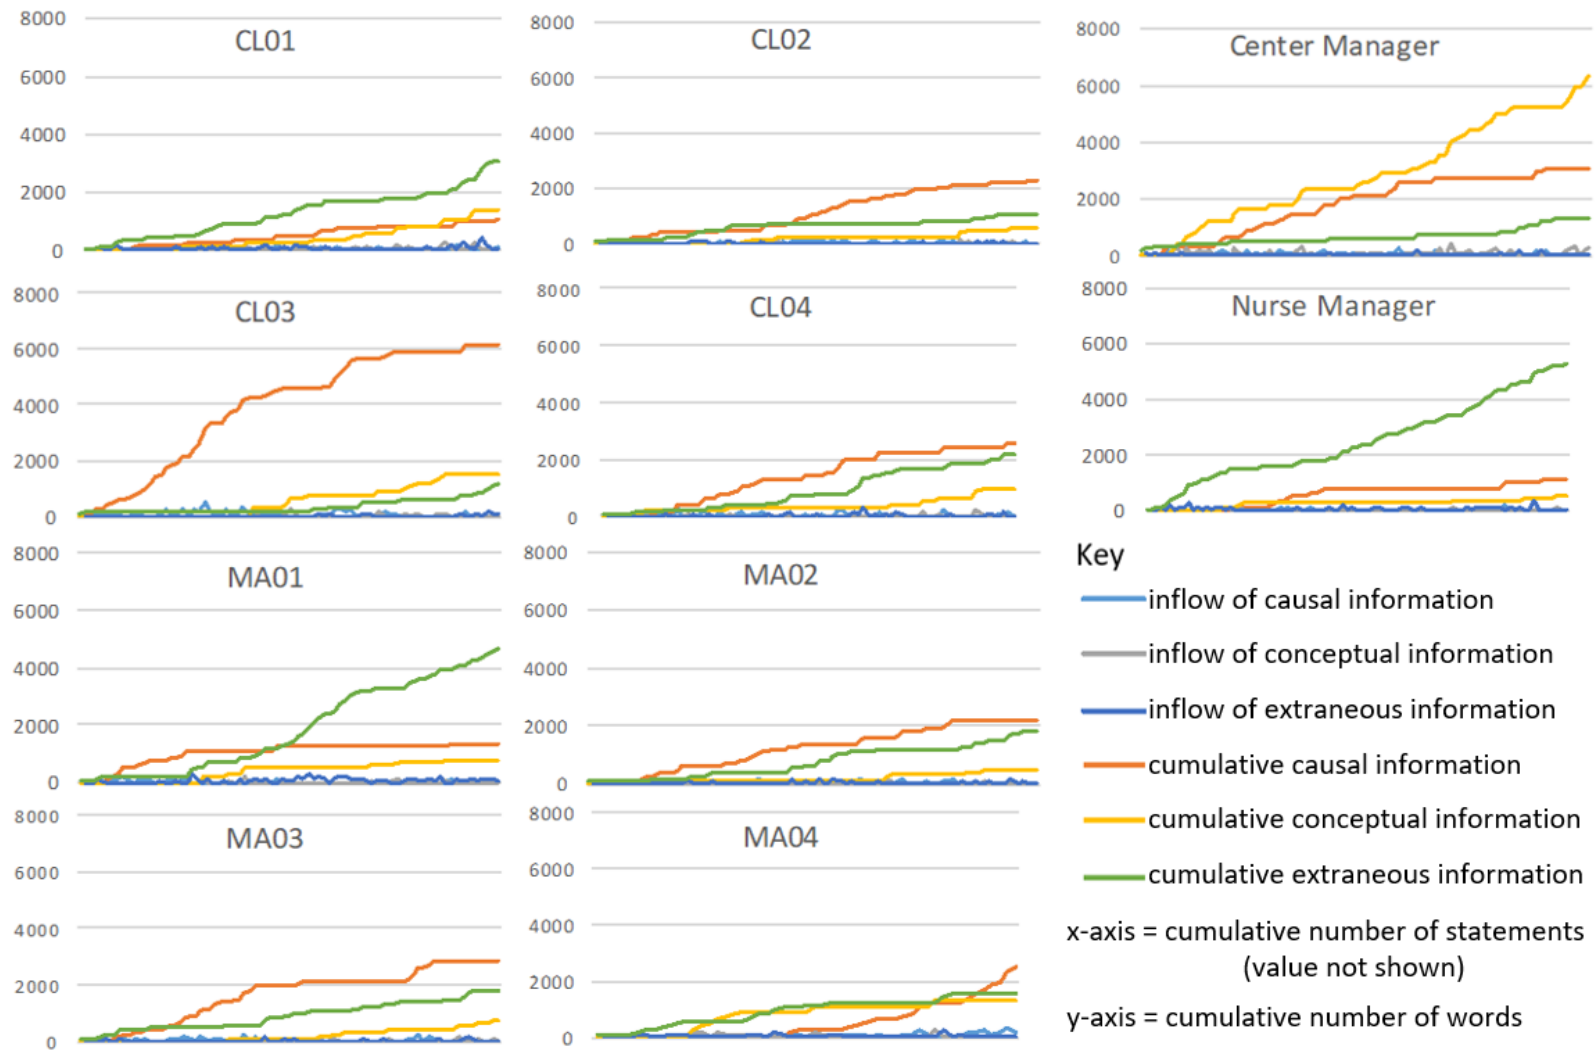 CL01
8000
6000
4000
2000
0
CL02
8000
6000
4000
2000
0
Center Manager
8000
6000
4000
2000
0
CL03
8000
6000
4000
2000
0
CL04
8000
6000
4000
2000
0
Nurse Manager
8000
6000
4000
2000
0
MA01
8000
6000
4000
2000
0
MA02
8000
6000
4000
2000
0
MA03
8000
6000
4000
2000
0
MA04
8000
6000
4000
2000
0
Key
inflow of causal information
inflow of conceptual information
inflow of extraneous information
cumulative causal information
cumulative conceptual information
cumulative extraneous information
x-axis = cumulative number of statements
(value not shown)
y-axis = cumulative number of words